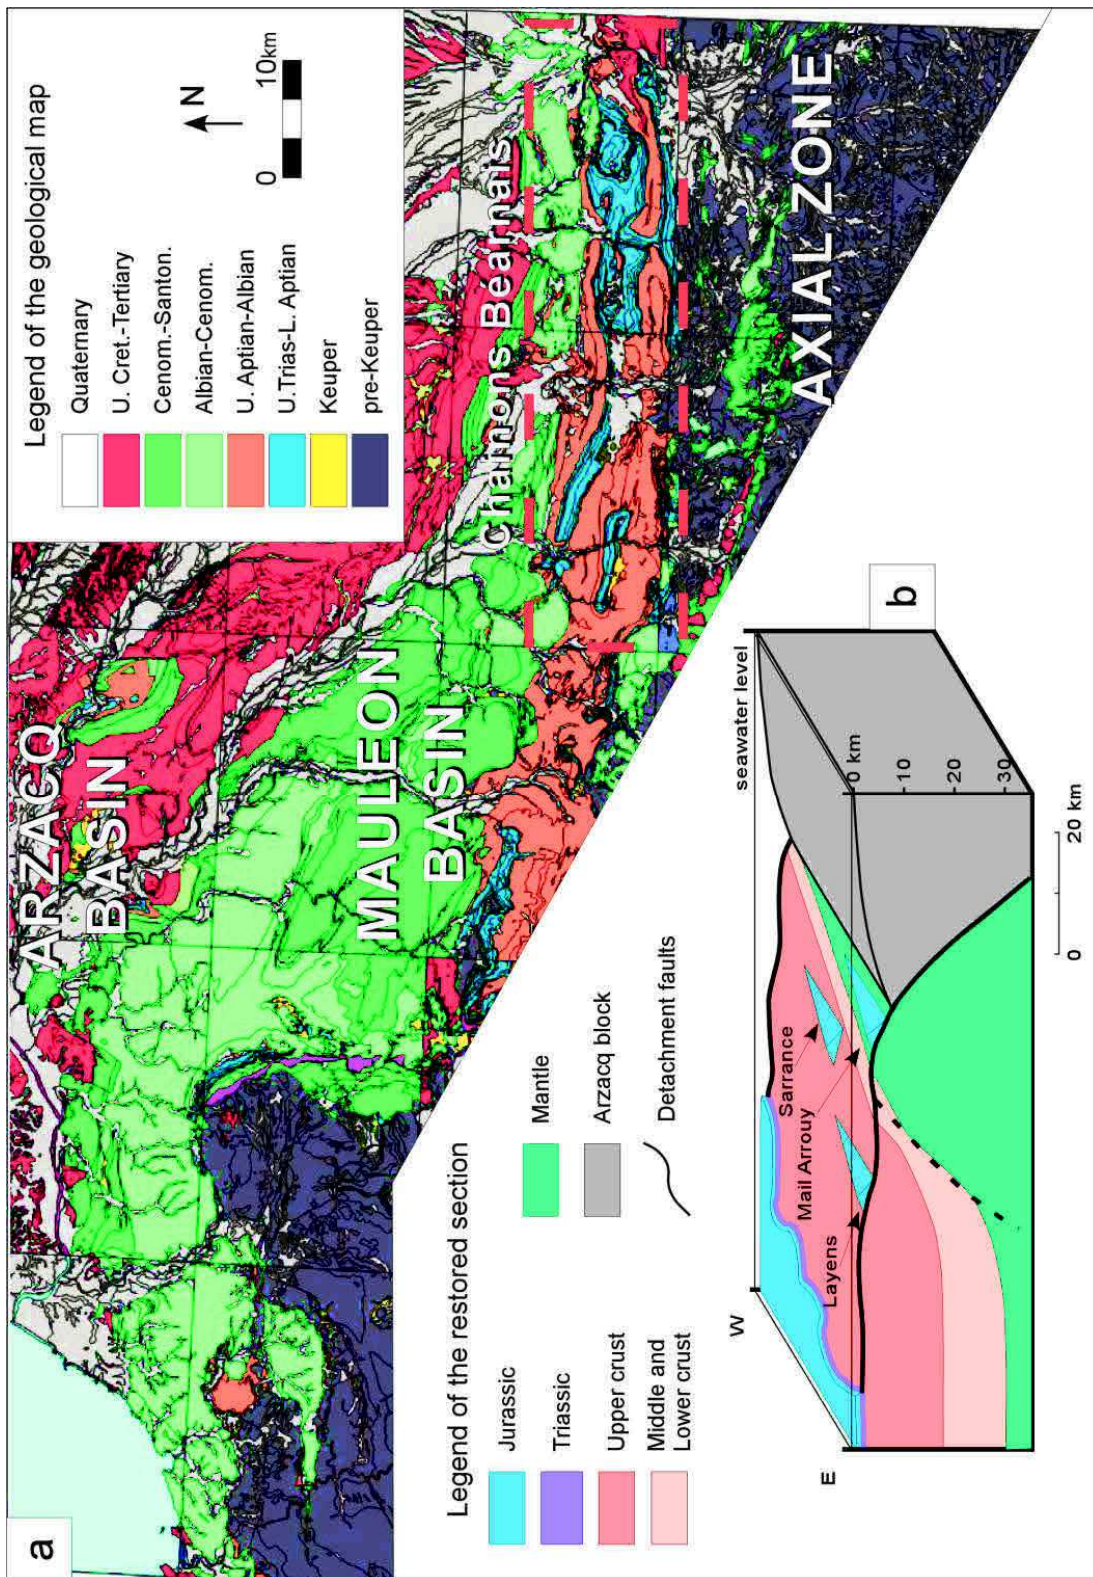 a
ARZACQ
BASIN
MAULEON
BASIN
Chaînons Béarnais
AXIAL ZONE
Legend of the geological map
Quaternary
U. Cret.-Tertiary
Cenom.-Santon.
Albian-Cenom.
U. Aptian-Albian
U.Trias-L. Aptian
Keuper
pre-Keuper
N
0
10km
Legend of the restored section
Jurassic
Triassic
Upper crust
Middle and
Lower crust
Mantle
Arzacq block
Detachment faults
b
E
W
Layens
Mail Arrouy
Sarrance
seawater level
0 km
10
20
30
0
20 km